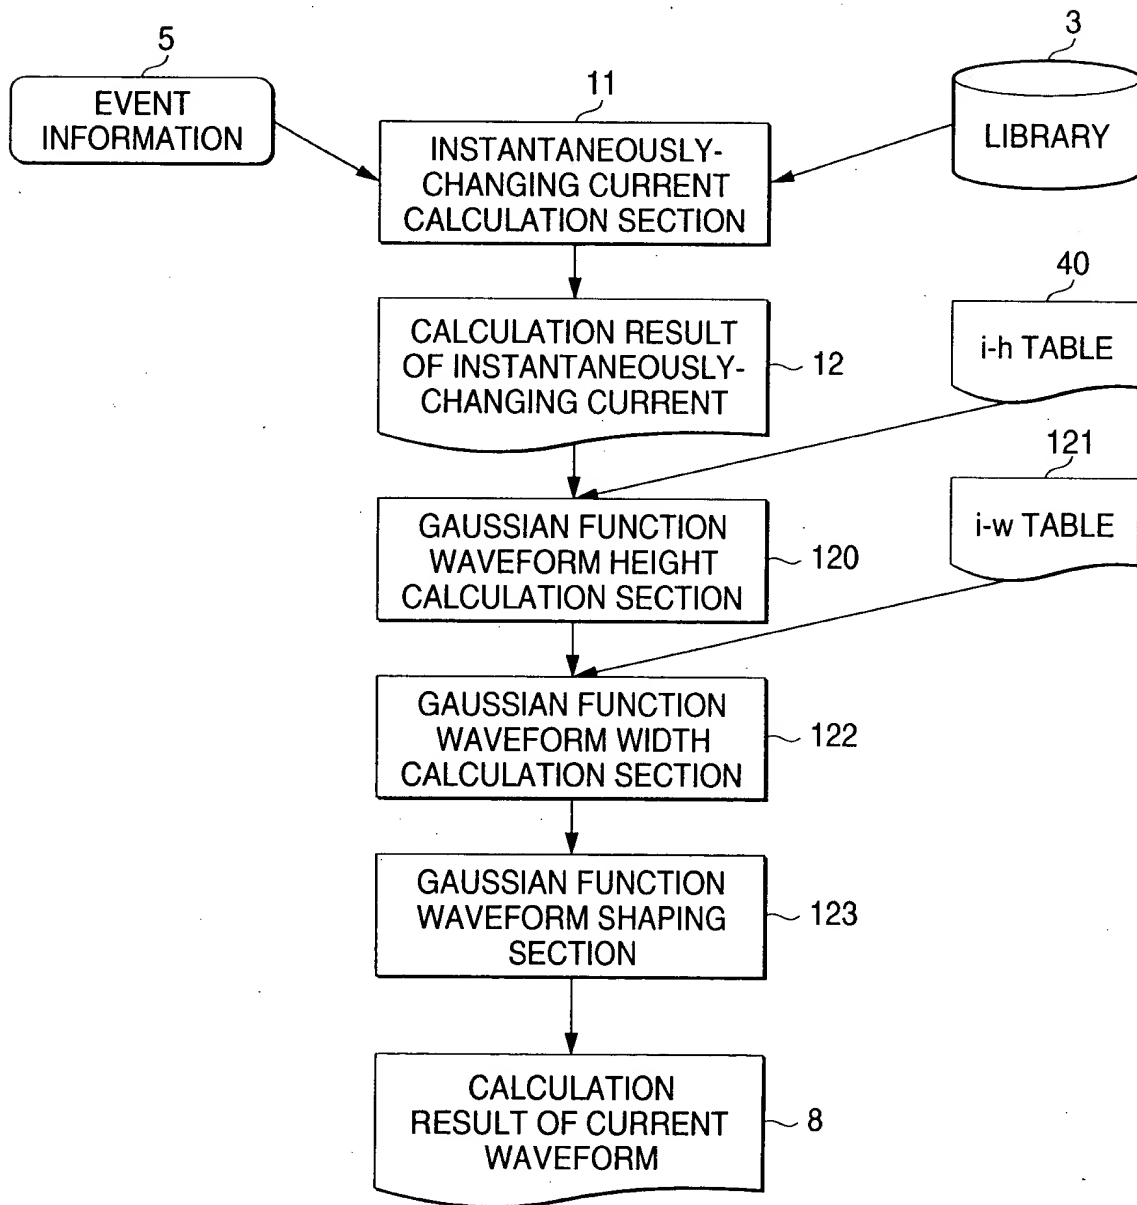 5
EVENT
INFORMATION
11
INSTANTANEOUSLY-
CHANGING CURRENT
CALCULATION SECTION
3
LIBRARY
CALCULATION RESULT
OF INSTANTANEOUSLY-
CHANGING CURRENT
12
40
i-h TABLE
GAUSSIAN FUNCTION
WAVEFORM HEIGHT
CALCULATION SECTION
120
121
i-w TABLE
GAUSSIAN FUNCTION
WAVEFORM WIDTH
CALCULATION SECTION
122
GAUSSIAN FUNCTION
WAVEFORM SHAPING
SECTION
123
CALCULATION
RESULT OF CURRENT
WAVEFORM
8